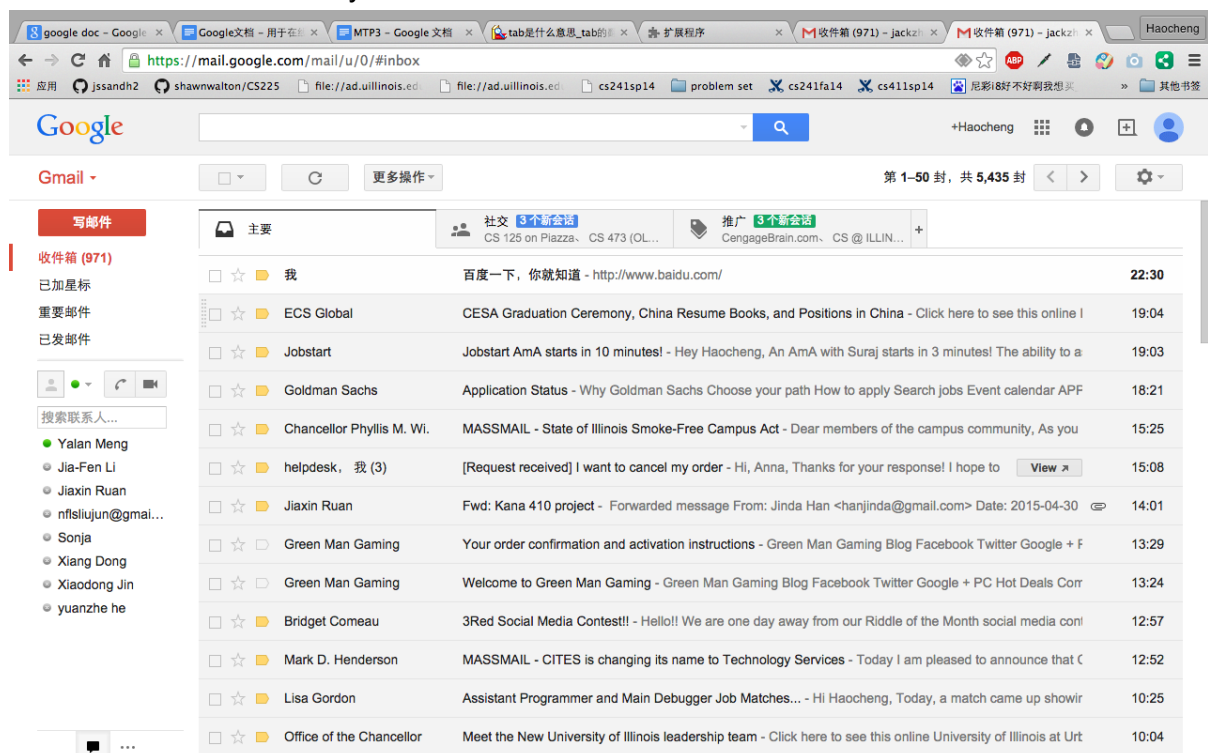 google doc – Google
Google文档 – 用于在
MTP3 – Google 文档
tab是什么意思_tab的
扩展程序
收件箱 (971) – jackzh
收件箱 (971) – jackzh
Haocheng
https://mail.google.com/mail/u/0/#inbox
ABP
应用
jssandh2
shawnwalton/CS225
file://ad.uillinois.ed
file://ad.uillinois.ed
cs241sp14
problem set
cs241fa14
cs411sp14
尼彩i8好不好啊我想买
»
其他书签
Google
+Haocheng
Gmail
更多操作
第 1–50 封，共 5,435 封
写邮件
收件箱 (971)
已加星标
重要邮件
已发邮件
搜索联系人...
Yalan Meng
Jia-Fen Li
Jiaxin Ruan
nflsliujun@gmai...
Sonja
Xiang Dong
Xiaodong Jin
yuanzhe he
主要
社交 3 个新会话
CS 125 on Piazza、CS 473 (OL...
推广 3 个新会话
CengageBrain.com、CS @ ILLIN...
+
我 百度一下，你就知道 - http://www.baidu.com/ 22:30
ECS Global CESA Graduation Ceremony, China Resume Books, and Positions in China - Click here to see this online 19:04
Jobstart Jobstart AmA starts in 10 minutes! - Hey Haocheng, An AmA with Suraj starts in 3 minutes! The ability to a 19:03
Goldman Sachs Application Status - Why Goldman Sachs Choose your path How to apply Search jobs Event calendar APF 18:21
Chancellor Phyllis M. Wi. MASSMAIL - State of Illinois Smoke-Free Campus Act - Dear members of the campus community, As you 15:25
helpdesk， 我 (3) [Request received] I want to cancel my order - Hi, Anna, Thanks for your response! I hope to View 15:08
Jiaxin Ruan Fwd: Kana 410 project - Forwarded message From: Jinda Han <hanjinda@gmail.com> Date: 2015-04-30 14:01
Green Man Gaming Your order confirmation and activation instructions - Green Man Gaming Blog Facebook Twitter Google + F 13:29
Green Man Gaming Welcome to Green Man Gaming - Green Man Gaming Blog Facebook Twitter Google + PC Hot Deals Com 13:24
Bridget Comeau 3Red Social Media Contest!! - Hello!! We are one day away from our Riddle of the Month social media cont 12:57
Mark D. Henderson MASSMAIL - CITES is changing its name to Technology Services - Today I am pleased to announce that C 12:52
Lisa Gordon Assistant Programmer and Main Debugger Job Matches... - Hi Haocheng, Today, a match came up showir 10:25
Office of the Chancellor Meet the New University of Illinois leadership team - Click here to see this online University of Illinois at Urt 10:04